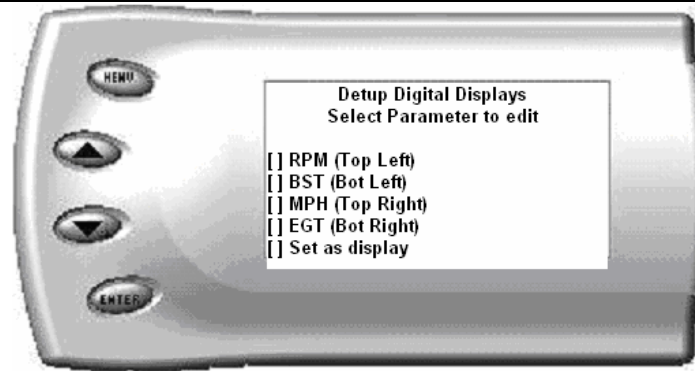 MENU
Detup Digital Displays
Select Parameter to edit
[ ] RPM (Top Left)
[ ] BST (Bot Left)
[ ] MPH (Top Right)
[ ] EGT (Bot Right)
[ ] Set as display
ENTER